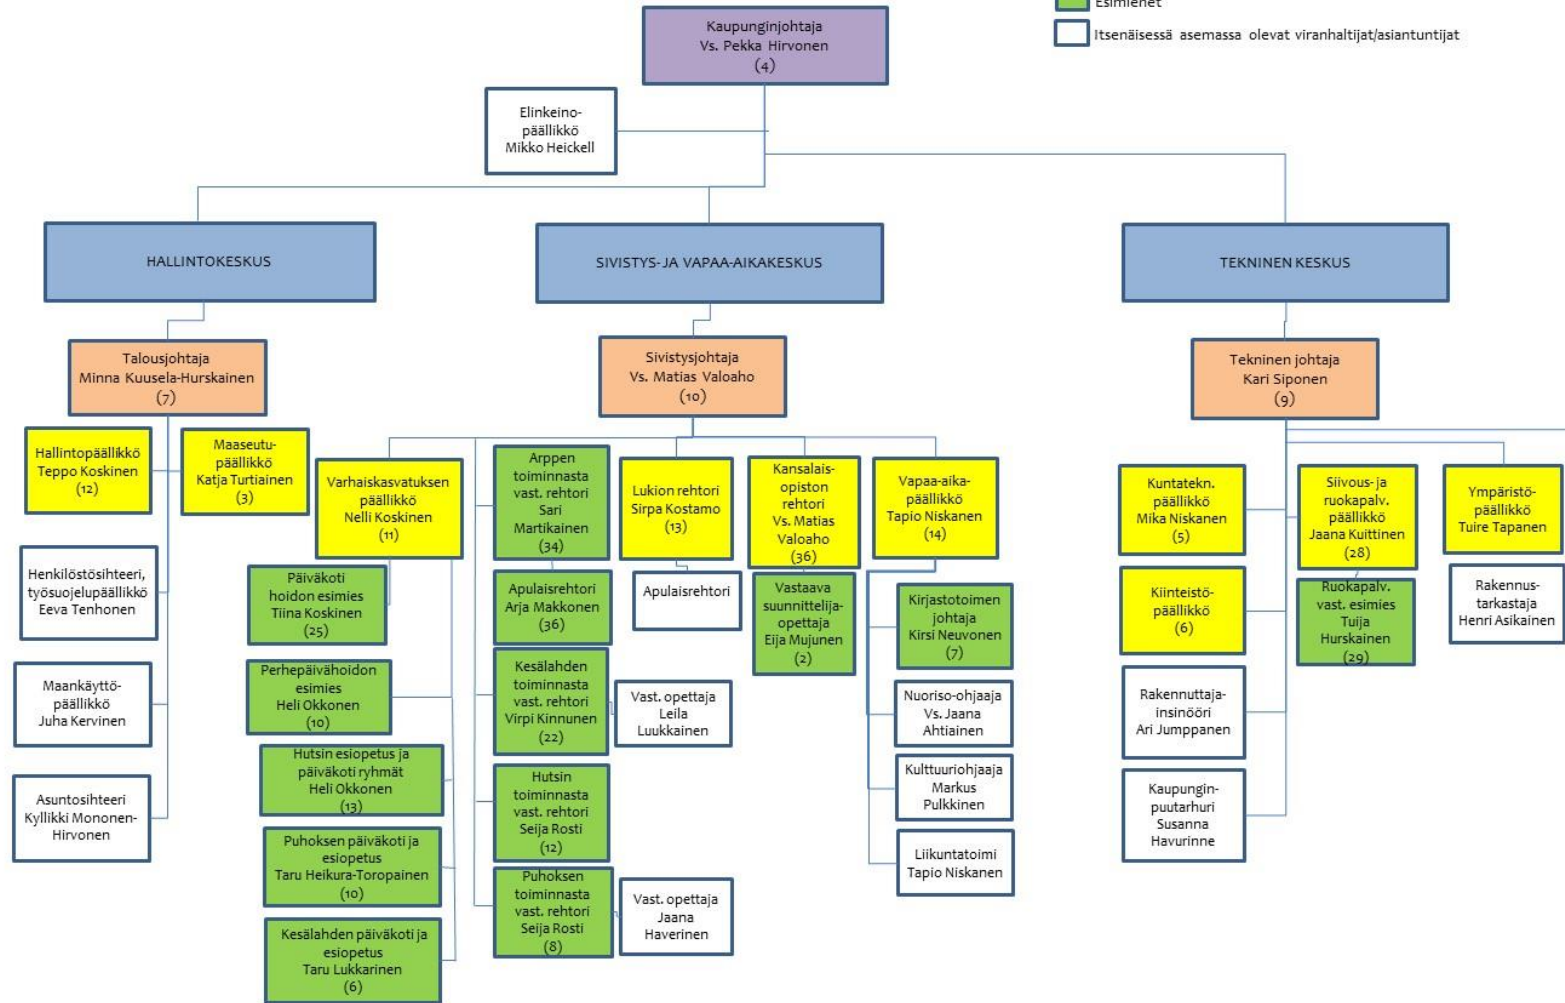 Esimiehet
Itsenäisessä asemassa olevat viranhaltijat/asiantuntijat
Kaupunginjohtaja
Vs. Pekka Hirvonen
(4)
Elinkeino-
päällikkö
Mikko Heickell
HALLINTOKESKUS
SIVISTYS-JA VAPAA-AIKAKESKUS
TEKNINEN KESKUS
Talousjohtaja
Minna Kuusela-Hurskainen
(7)
Sivistysjohtaja
Vs. Matias Valoaho
(10)
Tekninen johtaja
Kari Siponen
(9)
Hallintopäällikkö
Teppo Koskinen
(12)
Maaseutu-
päällikkö
Katja Turtiainen
(3)
Henkilöstösihteeri,
työsuojelupäällikkö
Eeva Tenhonen
Maankäyttö-
päällikkö
Juha Kervinen
Asuntosihteeri
Kyllikki Mononen-
Hirvonen
Varhaiskasvatuksen
päällikkö
Nelli Koskinen
(11)
Päiväkoti
hoidon esimies
Tiina Koskinen
(25)
Perhepäivähoidon
esimies
Heli Okkonen
(10)
Hutsin esiopetus ja
päiväkoti ryhmät
Heli Okkonen
(13)
Puhoksen päiväkoti ja
esiopetus
Taru Heikura-Toropainen
(10)
Kesälahden päiväkoti ja
esiopetus
Taru Lukkarinen
(6)
Arppen
toiminnasta
vast. rehtori
Sari
Martikainen
(34)
Apulaisrehtori
Arja Makkonen
(36)
Kesälahden
toiminnasta
vast. rehtori
Virpi Kinnunen
(22)
Vast. opettaja
Leila
Luukkainen
Hutsin
toiminnasta
vast. rehtori
Seija Rosti
(12)
Puhoksen
toiminnasta
vast. rehtori
Seija Rosti
(8)
Vast. opettaja
Jaana
Haverinen
Lukion rehtori
Sirpa Kostamo
(13)
Apulaisrehtori
Kansalais-
opiston
rehtori
Vs. Matias
Valoaho
(36)
Vastaava
suunnittelija-
opettaja
Eija Mujunen
(2)
Vapaa-aika-
päällikkö
Tapio Niskanen
(14)
Kirjastotoimen
johtaja
Kirsi Neuvonen
(7)
Nuoriso-ohjaaja
Vs. Jaana
Ahtiainen
Kulttuuriohjaaja
Markus
Pulkkinen
Liikuntatoimi
Tapio Niskanen
Kuntatekn.
päällikkö
Mika Niskanen
(5)
Kiinteistö-
päällikkö
(6)
Rakennuttaja-
insinööri
Ari Jumppanen
Kaupungin-
puutarhuri
Susanna
Havurinne
Siivous- ja
ruokapalv.
päällikkö
Jaana Kuittinen
(28)
Ruokapalv.
vast. esimies
Tuija
Hurskainen
(29)
Ympäristö-
päällikkö
Tuire Tapanen
Rakennus-
tarkastaja
Henri Asikainen